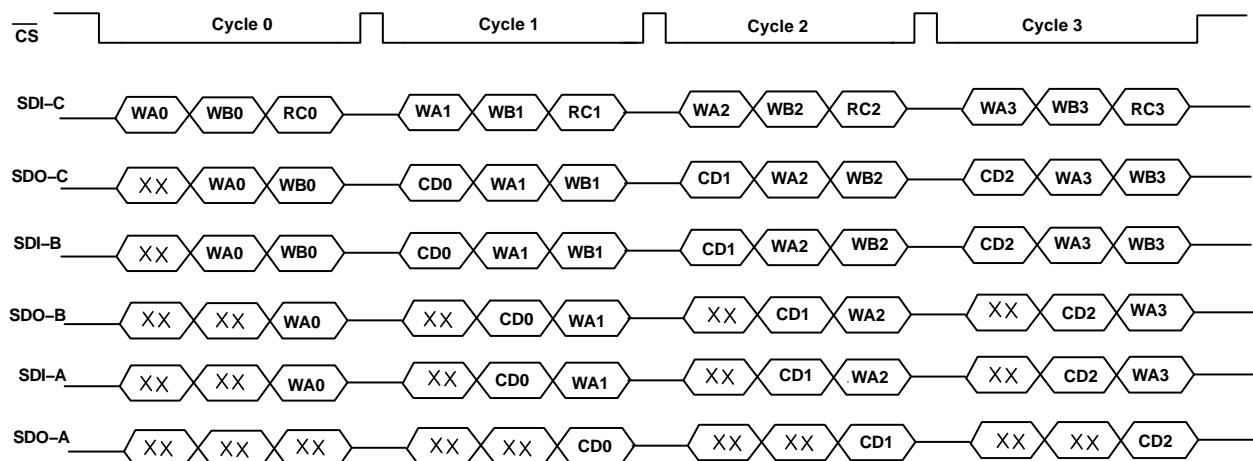 CS Cycle 0 Cycle 1 Cycle 2 Cycle 3
SDI–C WA0 WB0 RC0 WA1 WB1 RC1 WA2 WB2 RC2 WA3 WB3 RC3
SDO–C XX WA0 WB0 CD0 WA1 WB1 CD1 WA2 WB2 CD2 WA3 WB3
SDI–B XX WA0 WB0 CD0 WA1 WB1 CD1 WA2 WB2 CD2 WA3 WB3
SDO–B XX XX WA0 XX CD0 WA1 XX CD1 WA2 XX CD2 WA3
SDI–A XX XX WA0 XX CD0 WA1 XX CD1 WA2 XX CD2 WA3
SDO–A XX XX XX XX XX CD0 XX XX CD1 XX XX CD2